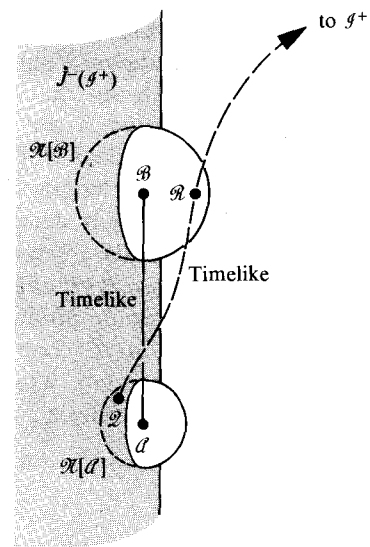 to 𝒥⁺
J̇⁻(𝒥⁺)
𝒩[ℬ]
ℬ
ℛ
Timelike
Timelike
𝒬
𝒜
𝒩[𝒜]